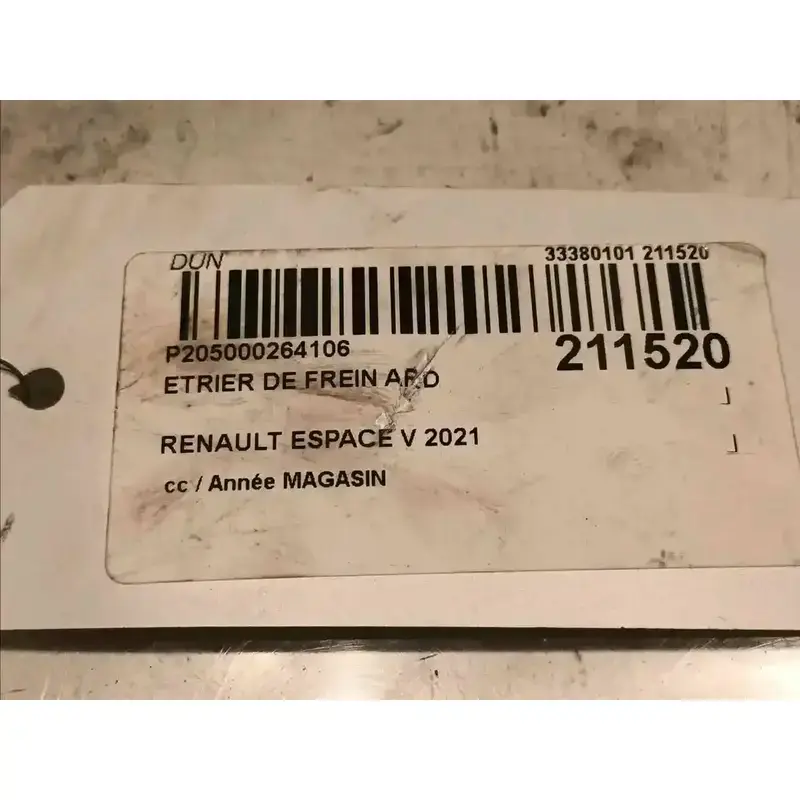 DUN 33380101 211520
P205000264106 211520
ETRIER DE FREIN ARD
RENAULT ESPACE V 2021
cc / Année MAGASIN